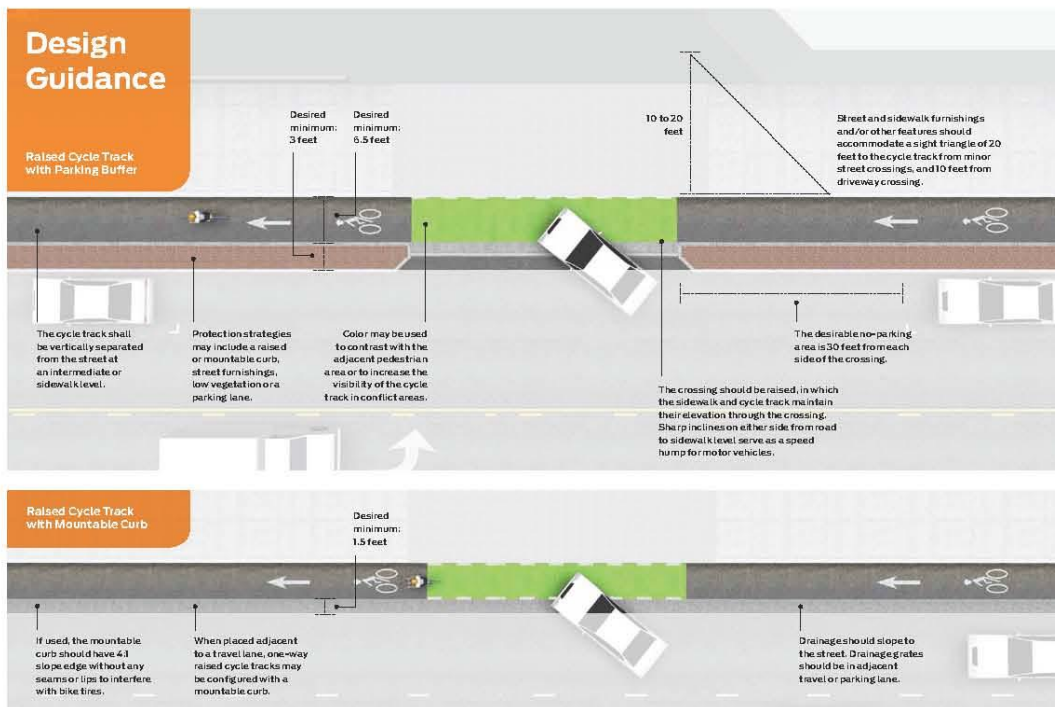 Design
Guidance
Raised Cycle Track
with Parking Buffer
Desired
minimum:
3 feet
Desired
minimum:
6.5 feet
10 to 20
feet
Street and sidewalk furnishings
and/or other features should
accommodate a sight triangle of 20
feet to the cycle track from minor
street crossings, and 10 feet from
driveway crossing.
The cycle track shall
be vertically separated
from the street at
an intermediate or
sidewalk level.
Protection strategies
may include a raised
or mountable curb,
street furnishings,
low vegetation or a
parking lane.
Color may be used
to contrast with the
adjacent pedestrian
area or to increase the
visibility of the cycle
track in conflict areas.
The crossing should be raised, in which
the sidewalk and cycle track maintain
their elevation through the crossing.
Sharp inclines on either side from road
to sidewalk level serve as a speed
hump for motor vehicles.
The desirable no-parking
area is 30 feet from each
side of the crossing.
Raised Cycle Track
with Mountable Curb
Desired
minimum:
1.5 feet
If used, the mountable
curb should have 4:1
slope edge without any
seams or lips to interfere
with bike tires.
When placed adjacent
to a travel lane, one-way
raised cycle tracks may
be configured with a
mountable curb.
Drainage should slope to
the street. Drainage grates
should be in adjacent
travel or parking lane.